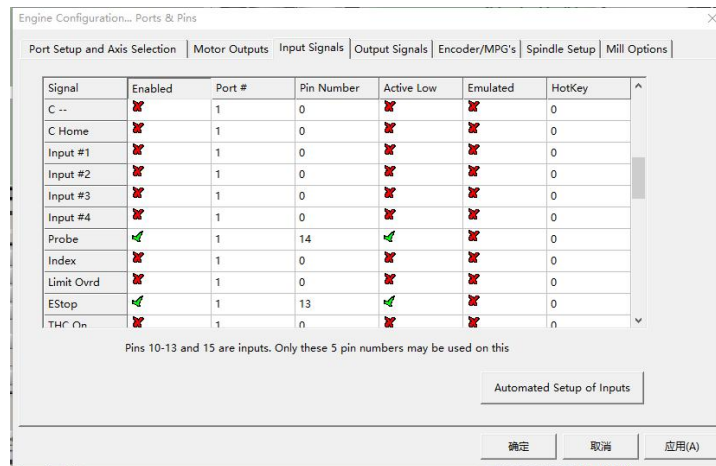 Engine Configuration... Ports & Pins
Port Setup and Axis Selection Motor Outputs Input Signals Output Signals Encoder/MPG's Spindle Setup Mill Options
Signal Enabled Port # Pin Number Active Low Emulated HotKey
C -- 1 0 0
C Home 1 0 0
Input #1 1 0 0
Input #2 1 0 0
Input #3 1 0 0
Input #4 1 0 0
Probe 1 14 0
Index 1 0 0
Limit Ovrd 1 0 0
EStop 1 13 0
THC On 1 0 0
Pins 10-13 and 15 are inputs. Only these 5 pin numbers may be used on this
Automated Setup of Inputs
确定 取消 应用(A)